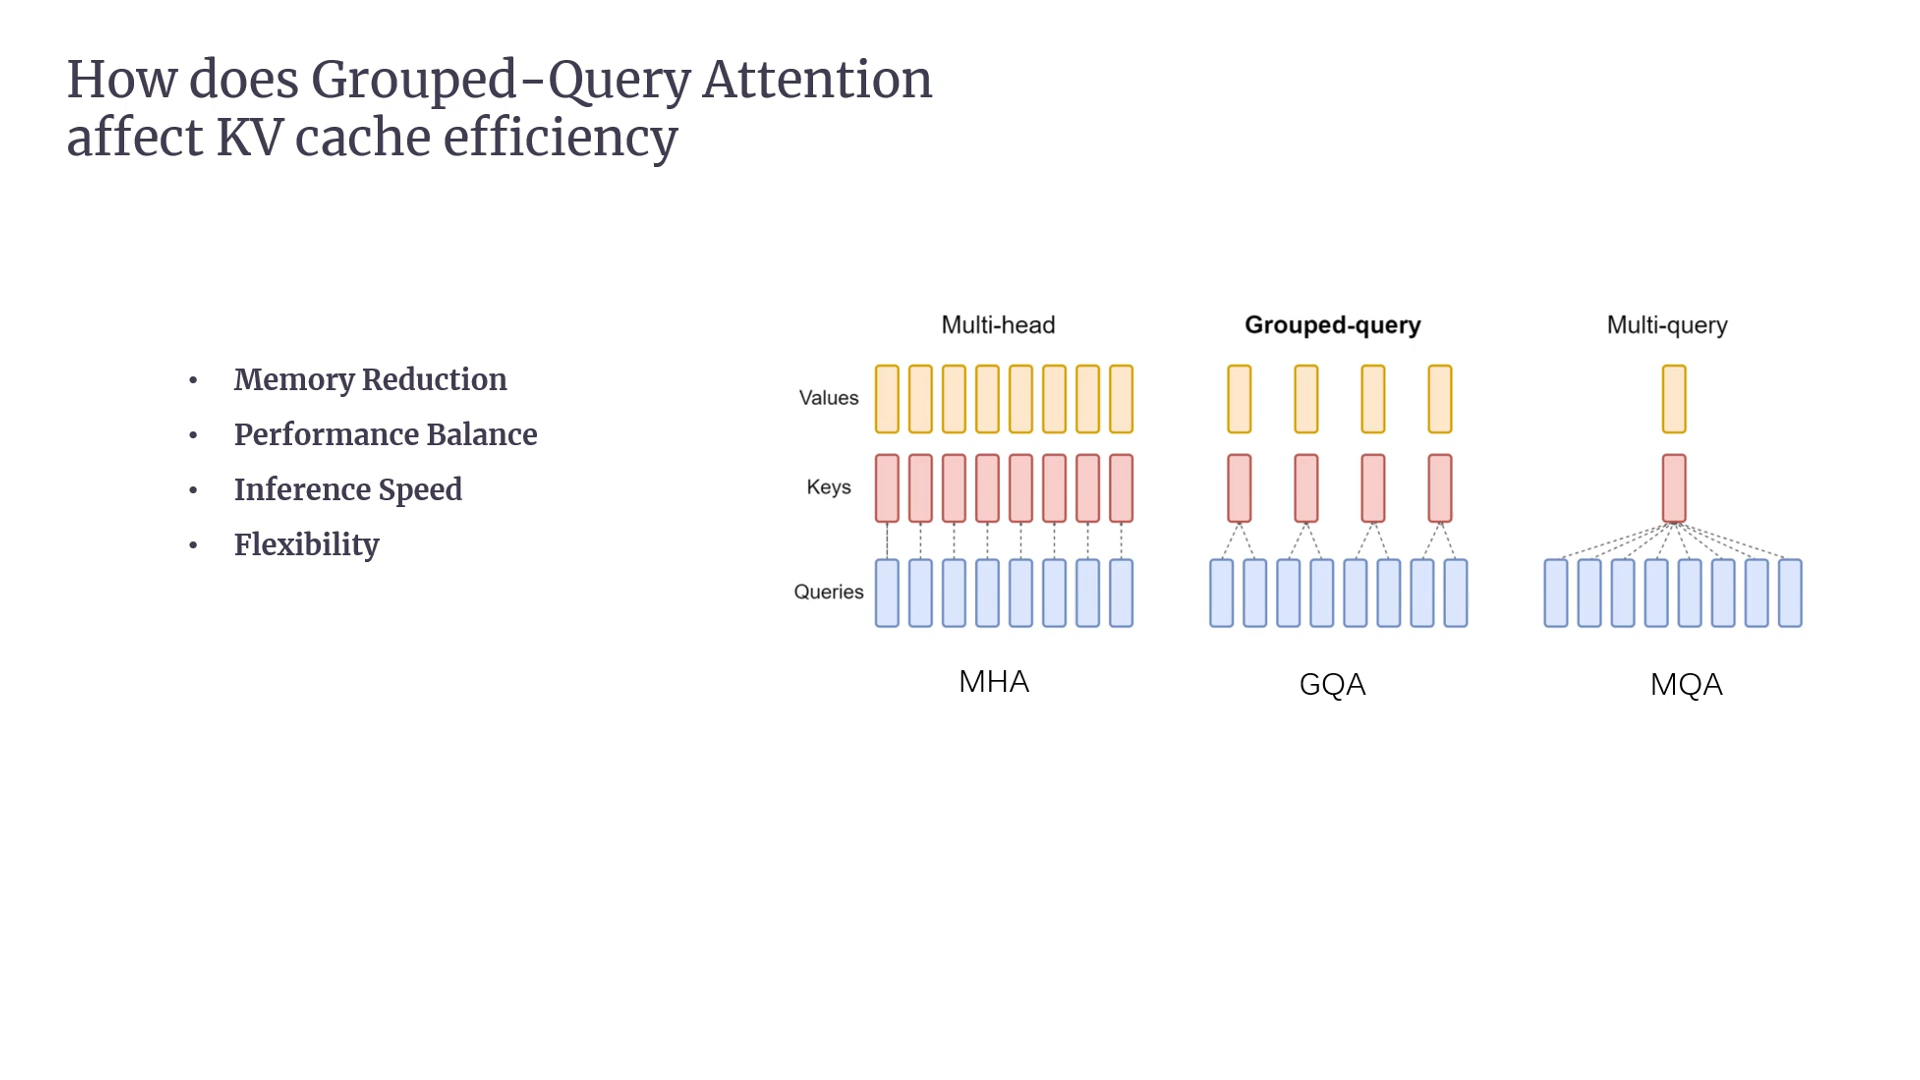 How does Grouped-Query Attention
affect KV cache efficiency
• Memory Reduction
• Performance Balance
• Inference Speed
• Flexibility
Multi-head
Grouped-query
Multi-query
Values
Keys
Queries
MHA
GQA
MQA